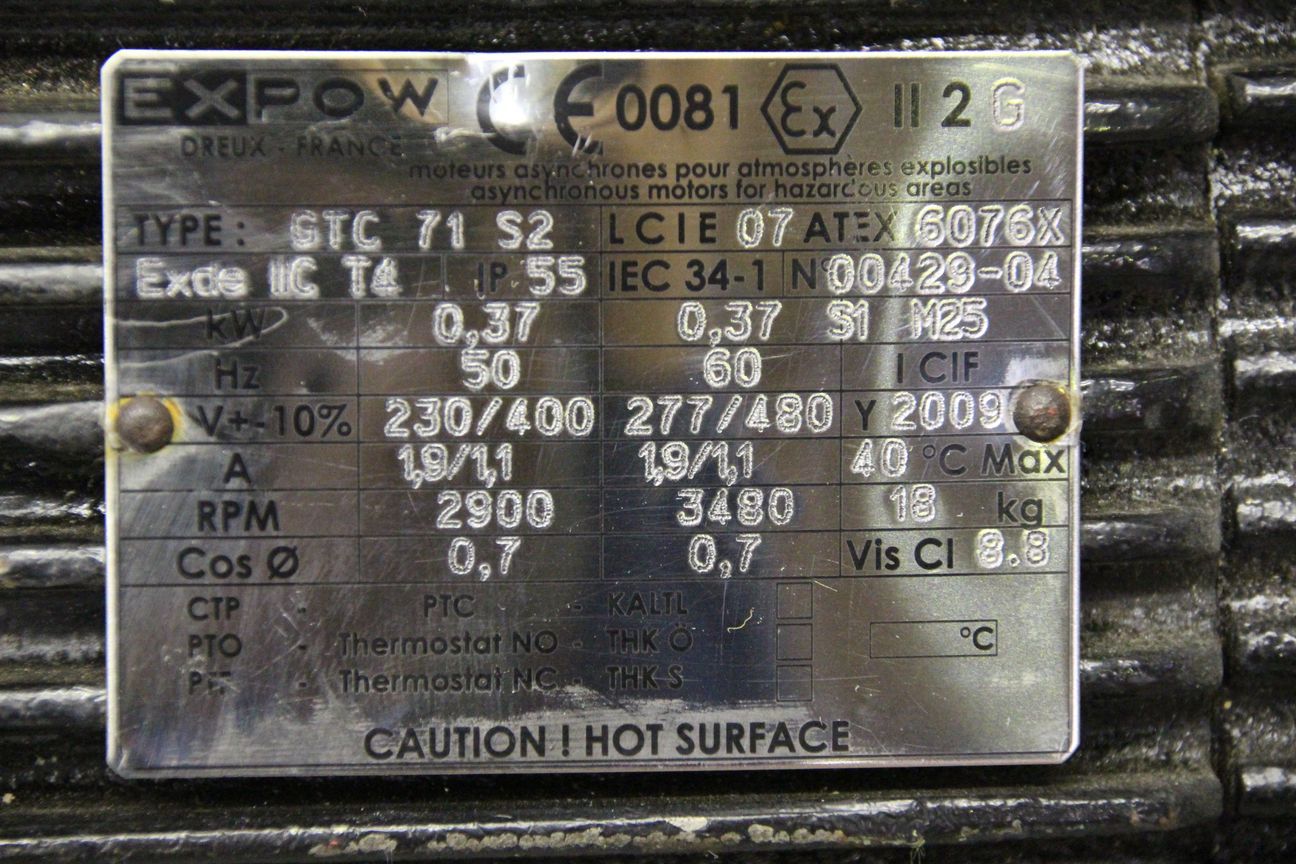 EXPOW CE 0081 Ex II 2 G
DREUX - FRANCE
moteurs asynchrones pour atmosphères explosibles
asynchronous motors for hazardous areas
TYPE : GTC 71 S2 LCIE 07 ATEX 6076X
Exde IIC T4 IP 55 IEC 34-1 N° 00429-04
kW 0,37 0,37 S1 M25
Hz 50 60 I CIF
V+-10% 230/400 277/480 Y 2009
A 1,9/1,1 1,9/1,1 40 °C Max
RPM 2900 3480 18 kg
Cos Ø 0,7 0,7 Vis Cl 8.8
CTP - PTC - KALTL
PTO - Thermostat NO - THK Ö °C
- Thermostat NC - THK S
CAUTION ! HOT SURFACE